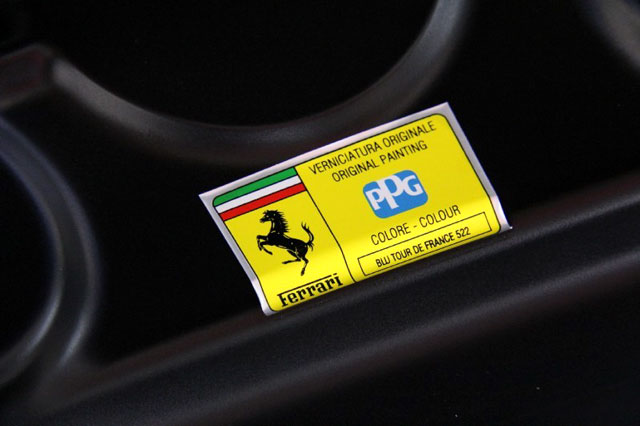 VERNICIATURA ORIGINALE
ORIGINAL PAINTING
PPG
COLORE - COLOUR
BLU TOUR DE FRANCE 522
Ferrari